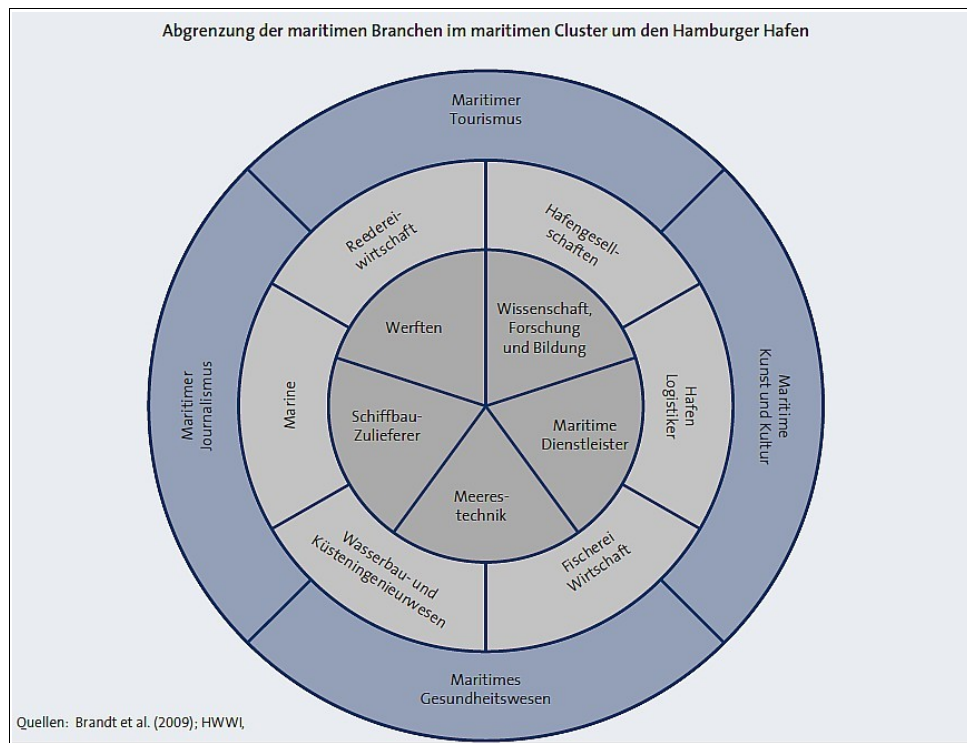 Abgrenzung der maritimen Branchen im maritimen Cluster um den Hamburger Hafen
Maritimer
Tourismus
Reederei-
wirtschaft
Hafengesell-
schaften
Werften
Wissenschaft,
Forschung
und Bildung
Maritimer
Journalismus
Marine
Schiffbau-
Zulieferer
Maritime
Dienstleister
Hafen
Logistiker
Maritime
Kunst und Kultur
Meeres-
technik
Wasserbau- und
Küsteningenieurwesen
Fischerei
Wirtschaft
Maritimes
Gesundheitswesen
Quellen: Brandt et al. (2009); HWWI,